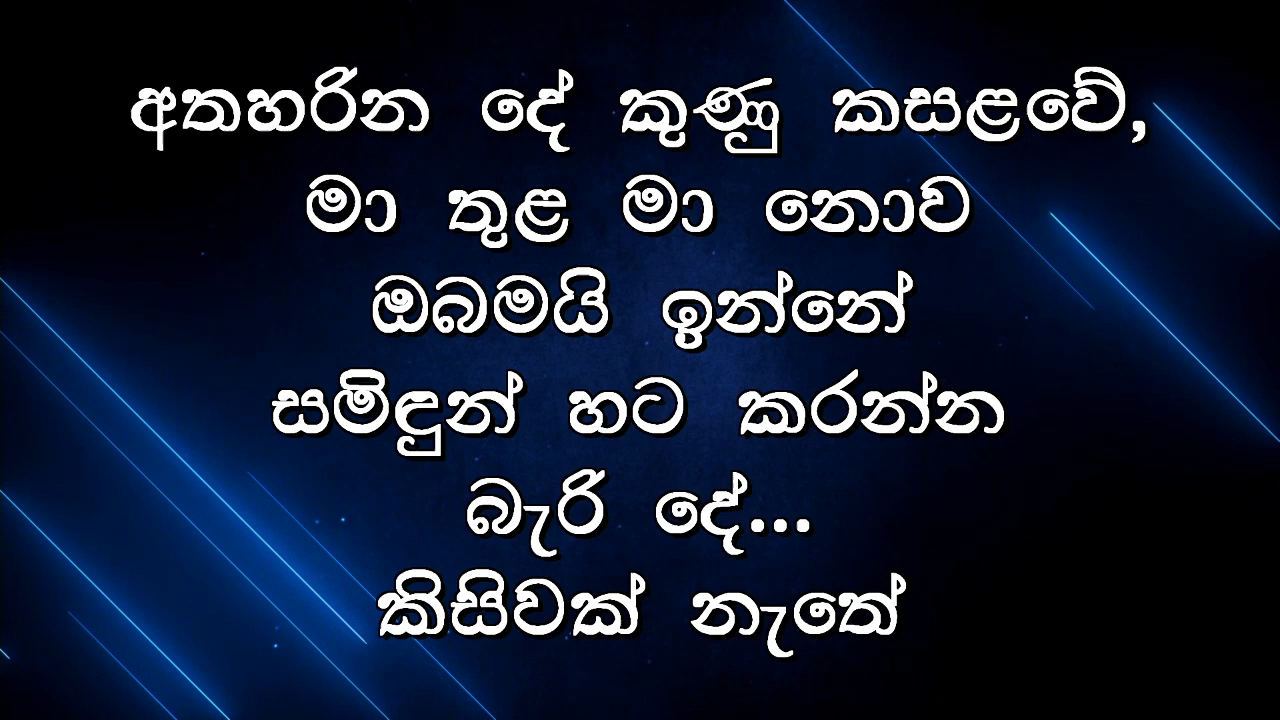 අතහරින දේ කුණු කසළවේ,
මා තුළ මා නොව
ඔබමයි ඉන්නේ
සමිඳුන් හට කරන්න
බැරි දේ...
කිසිවක් නැතේ